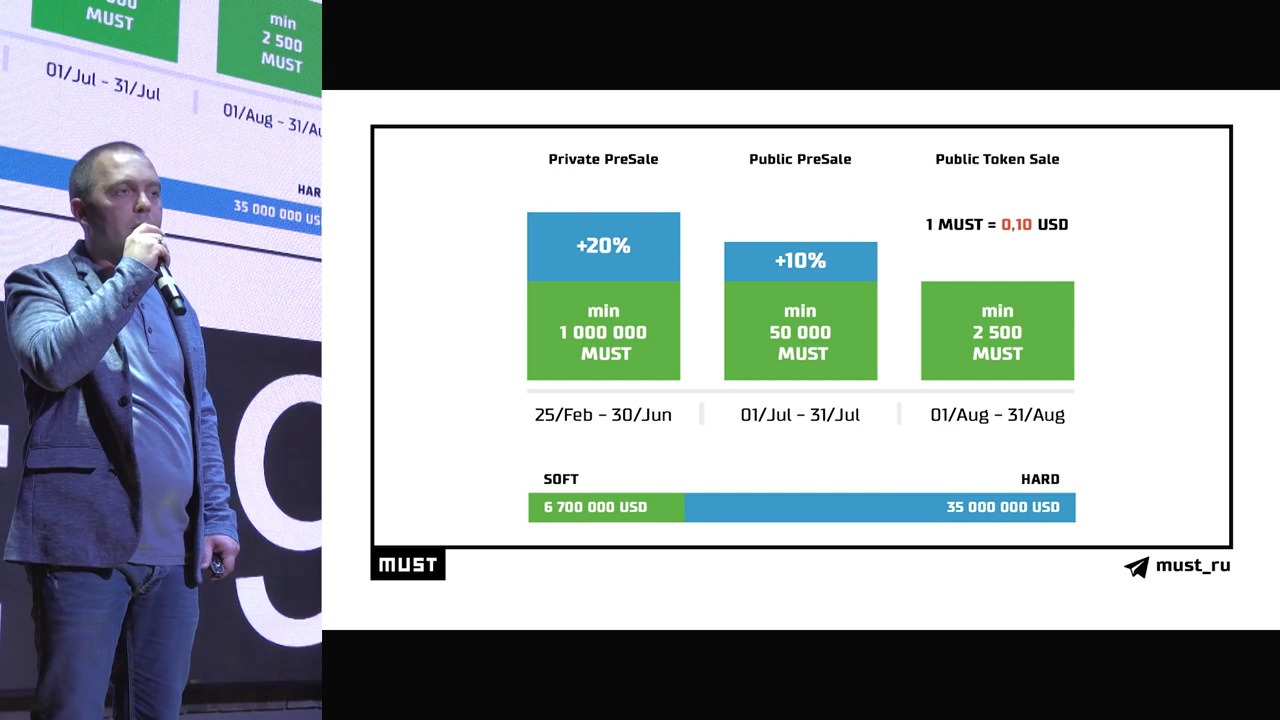 000
MUST
min
2 500
MUST
01/Jul – 31/Jul
01/Aug – 31/Au
HAR
35 000 000 US
9
Private PreSale
Public PreSale
Public Token Sale
1 MUST = 0,10 USD
+20%
+10%
min
1 000 000
MUST
min
50 000
MUST
min
2 500
MUST
25/Feb – 30/Jun
01/Jul – 31/Jul
01/Aug – 31/Aug
SOFT
HARD
6 700 000 USD
35 000 000 USD
MUST
must_ru